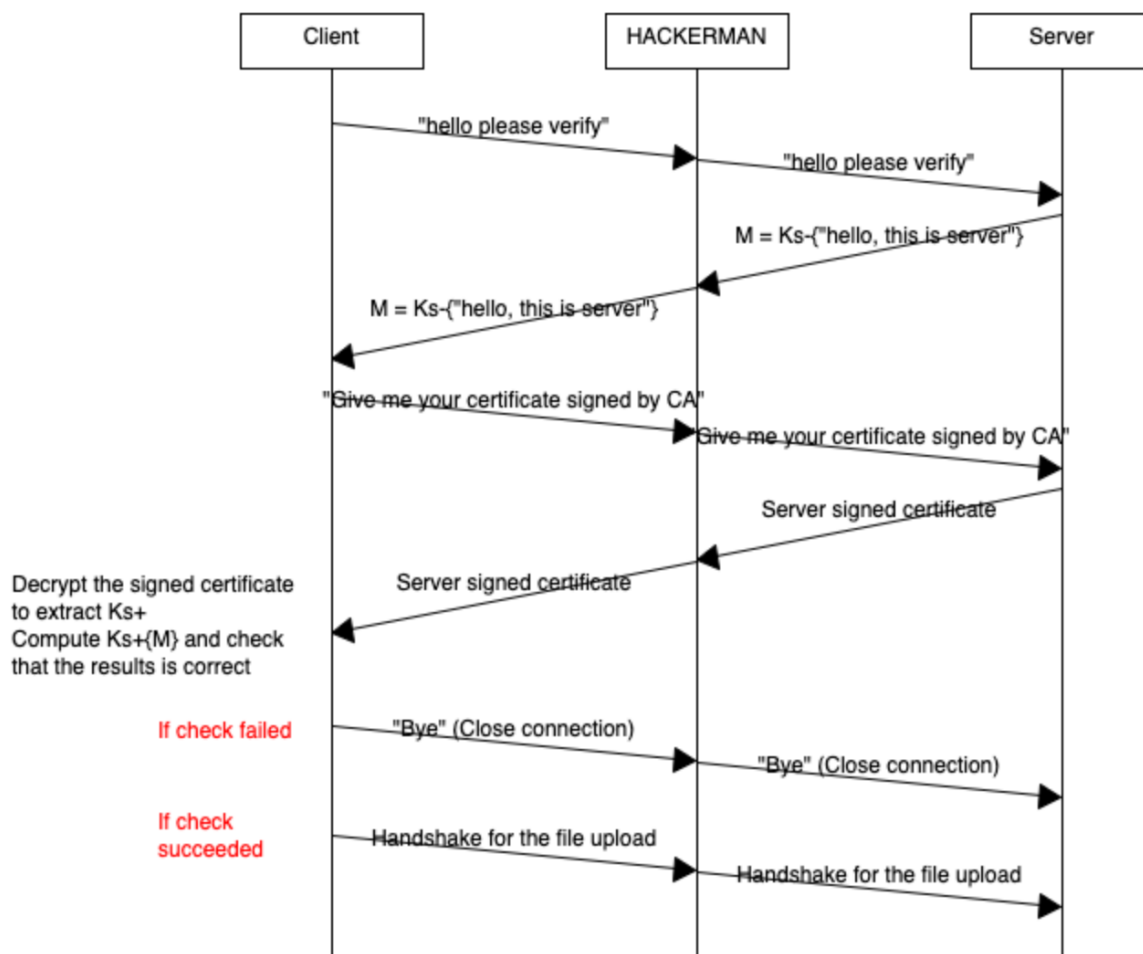 Client
HACKERMAN
Server
"hello please verify"
"hello please verify"
M = Ks-{"hello, this is server"}
M = Ks-{"hello, this is server"}
"Give me your certificate signed by CA"
Give me your certificate signed by CA"
Server signed certificate
Server signed certificate
Decrypt the signed certificate
to extract Ks+
Compute Ks+{M} and check
that the results is correct
If check failed
"Bye" (Close connection)
"Bye" (Close connection)
If check
succeeded
Handshake for the file upload
Handshake for the file upload